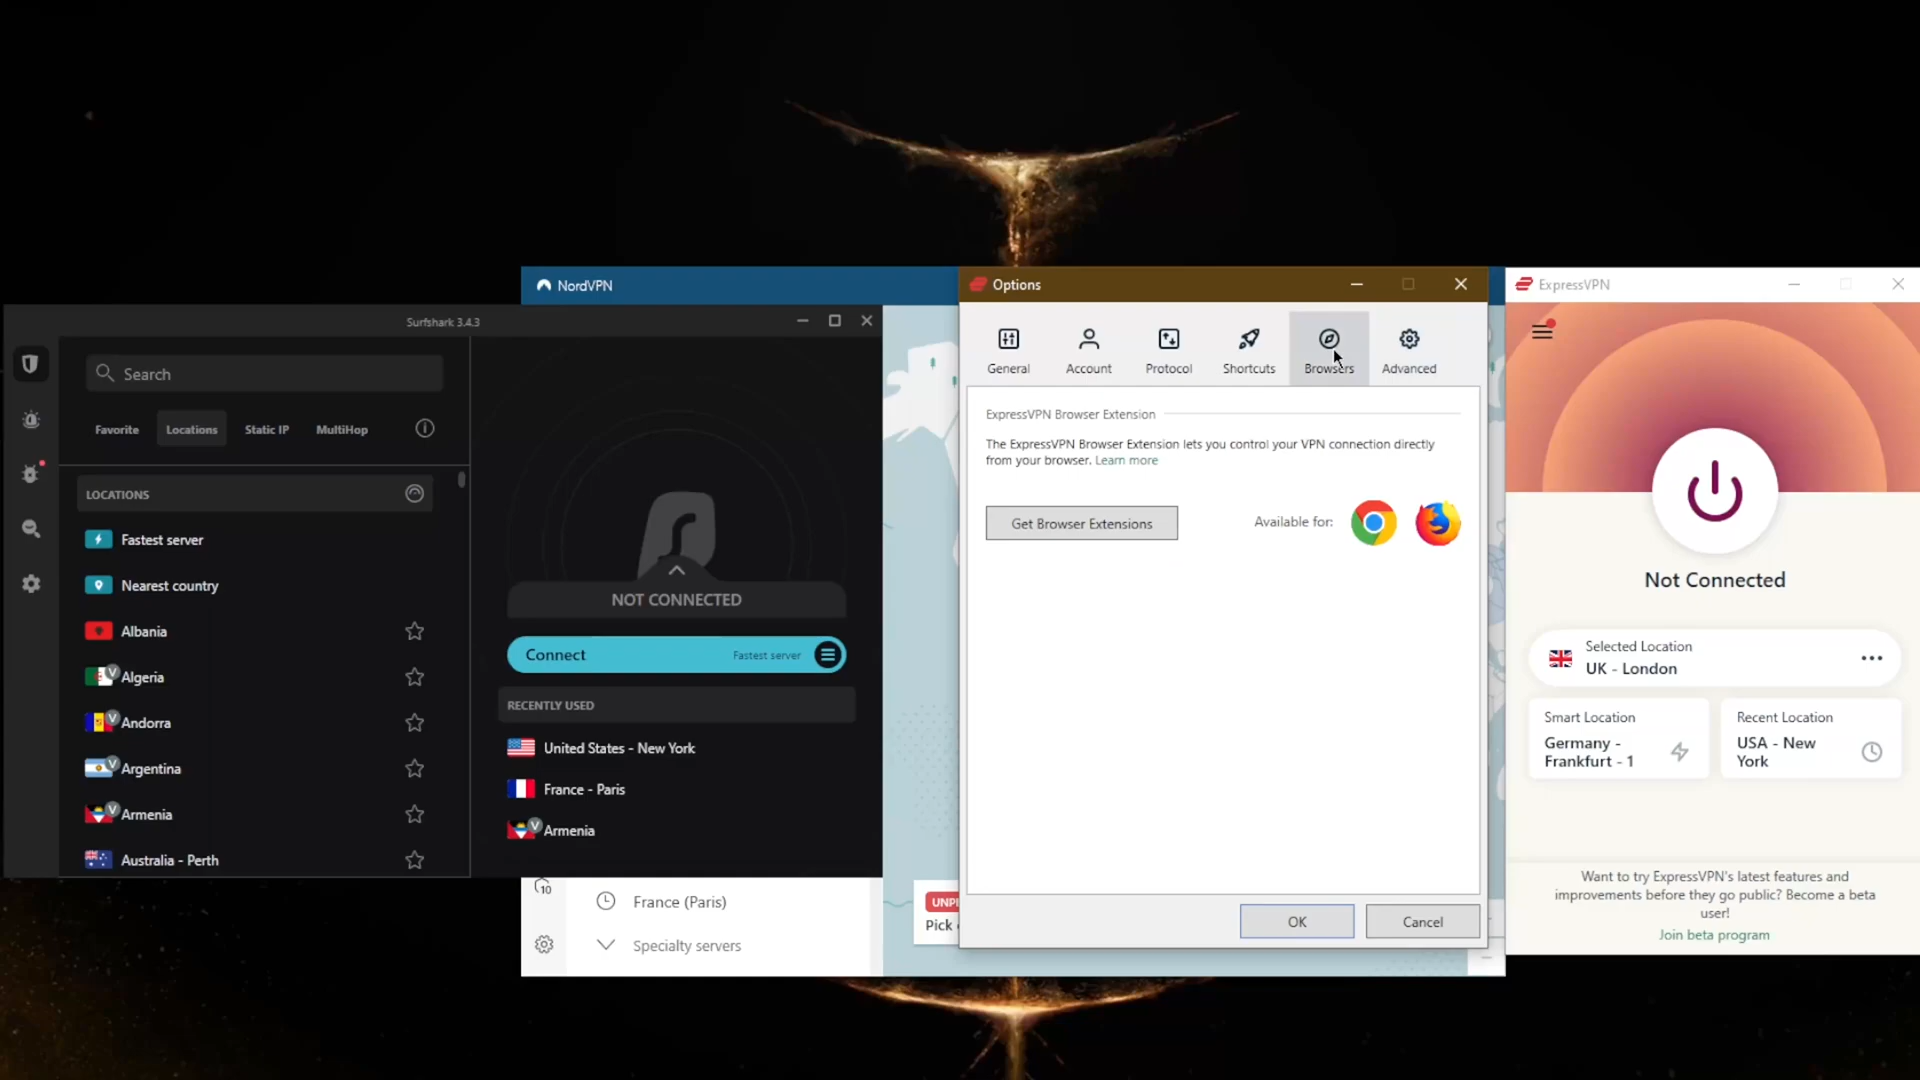 NordVPN
Surfshark 3.4.3
Search
Favorite
Locations
Static IP
MultiHop
LOCATIONS
Fastest server
Nearest country
Albania
V Algeria
V Andorra
V Argentina
V Armenia
Australia - Perth
NOT CONNECTED
Connect
Fastest server
RECENTLY USED
United States - New York
France - Paris
V Armenia
10
France (Paris)
Specialty servers
Pick
Options
General
Account
Protocol
Shortcuts
Browsers
Advanced
ExpressVPN Browser Extension
The ExpressVPN Browser Extension lets you control your VPN connection directly
from your browser. Learn more
Get Browser Extensions
Available for:
OK
Cancel
ExpressVPN
Not Connected
Selected Location
UK - London
Smart Location
Germany -
Frankfurt - 1
Recent Location
USA - New
York
Want to try ExpressVPN's latest features and
improvements before they go public? Become a beta
user!
Join beta program